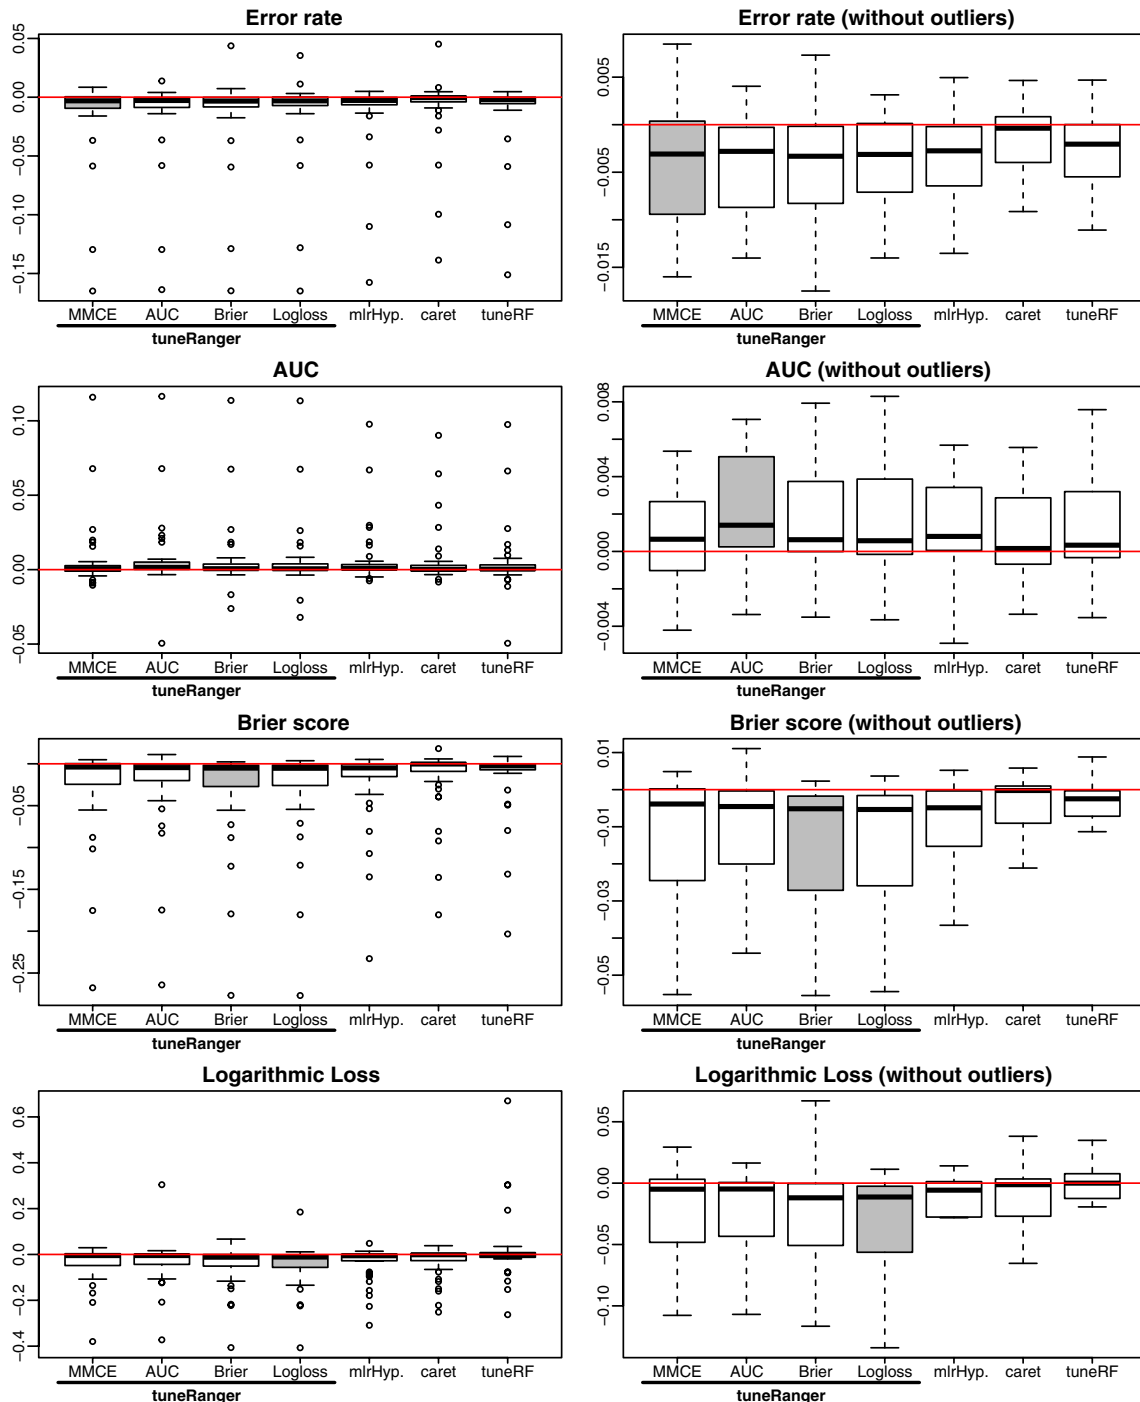 Error rate
0.05
0.00
−0.05
−0.10
−0.15
MMCE AUC Brier Logloss mlrHyp. caret tuneRF
tuneRanger
Error rate (without outliers)
0.005
−0.005
−0.015
MMCE AUC Brier Logloss mlrHyp. caret tuneRF
tuneRanger
AUC
0.10
0.05
0.00
−0.05
MMCE AUC Brier Logloss mlrHyp. caret tuneRF
tuneRanger
AUC (without outliers)
0.008
0.004
0.000
−0.004
MMCE AUC Brier Logloss mlrHyp. caret tuneRF
tuneRanger
Brier score
−0.05
−0.15
−0.25
MMCE AUC Brier Logloss mlrHyp. caret tuneRF
tuneRanger
Brier score (without outliers)
0.01
−0.01
−0.03
−0.05
MMCE AUC Brier Logloss mlrHyp. caret tuneRF
tuneRanger
Logarithmic Loss
0.6
0.4
0.2
0.0
−0.2
−0.4
MMCE AUC Brier Logloss mlrHyp. caret tuneRF
tuneRanger
Logarithmic Loss (without outliers)
0.05
0.00
−0.05
−0.10
MMCE AUC Brier Logloss mlrHyp. caret tuneRF
tuneRanger